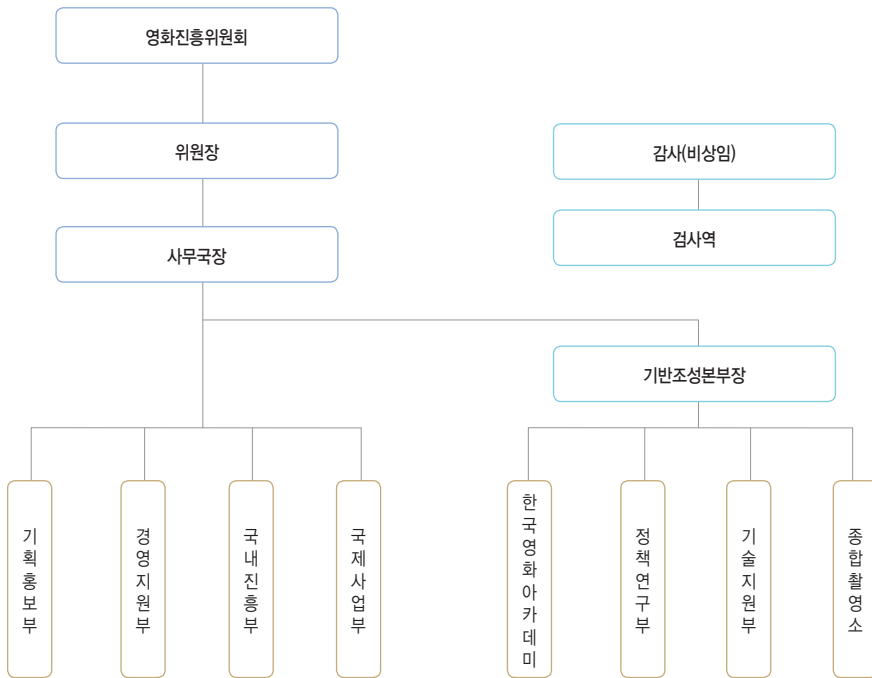 영화진흥위원회
위원장
감사(비상임)
검사역
사무국장
기반조성본부장
기획홍보부
경영지원부
국내진흥부
국제사업부
한국영화아카데미
정책연구부
기술지원부
종합촬영소